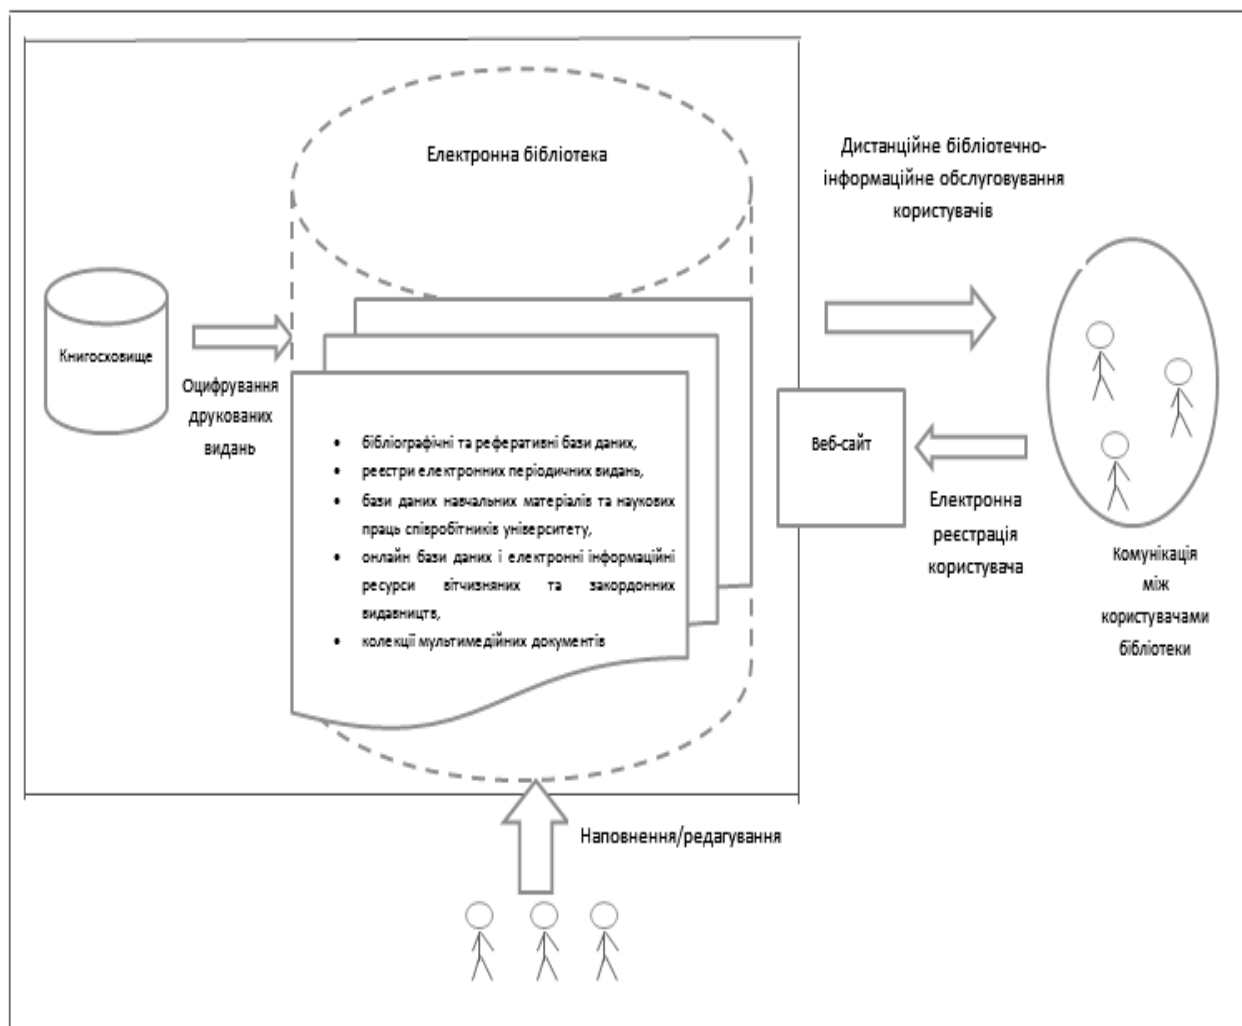 Електронна бібліотека
Дистанційне бібліотечно-
інформаційне обслуговування
користувачів
Книгосховище
Оцифрування
друкованих
видань
• бібліографічні та реферативні бази даних,
• реєстри електронних періодичних видань,
• бази даних навчальних матеріалів та наукових
праць співробітників університету,
• онлайн бази даних і електронні інформаційні
ресурси вітчизняних та закордонних
видавництв,
• колекції мультимедійних документів
Веб-сайт
Електронна
реєстрація
користувача
Комунікація
між
користувачами
бібліотеки
Наповнення/редагування